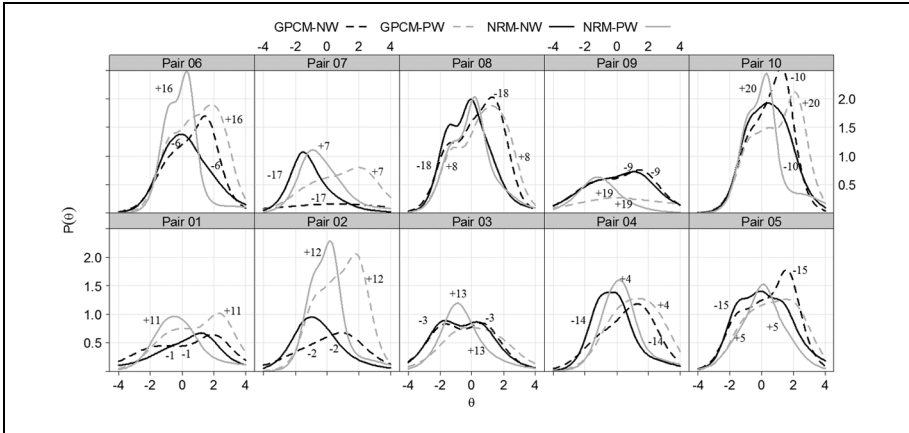 GPCM-NW GPCM-PW NRM-NW NRM-PW
-4 -2 0 2 4 -4 -2 0 2 4
Pair 06 Pair 07 Pair 08 Pair 09 Pair 10
+16 +16 -6 -6
-17 +7 +7 -17
-18 -18 +8 +8
-9 -9 +19 +19
+20 -10 +20 -10
2.0
1.5
1.0
0.5
P(θ)
Pair 01 Pair 02 Pair 03 Pair 04 Pair 05
2.0
1.5
1.0
0.5
+11 +11 -1 -1
+12 +12 -2 -2
-3 +13 -3 +13
-14 +4 +4 -14
-15 -15 +5 +5
-4 -2 0 2 4 -4 -2 0 2 4 -4 -2 0 2 4
θ